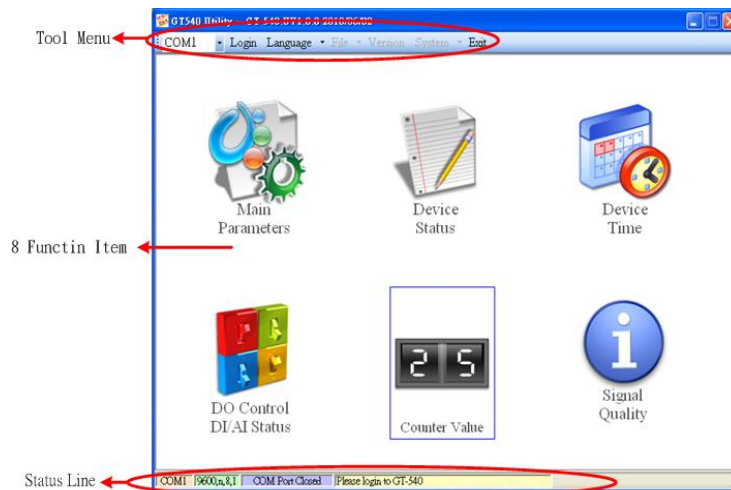 GT540 Utility
Tool Menu
COM1 Login Language File Version System Exit
Main
Parameters
Device
Status
Device
Time
8 Functin Item
25
DO Control
DI/AI Status
Counter Value
Signal
Quality
Status Line
COM1 9600,n,8,1 COM Port Closed Please login to GT-540